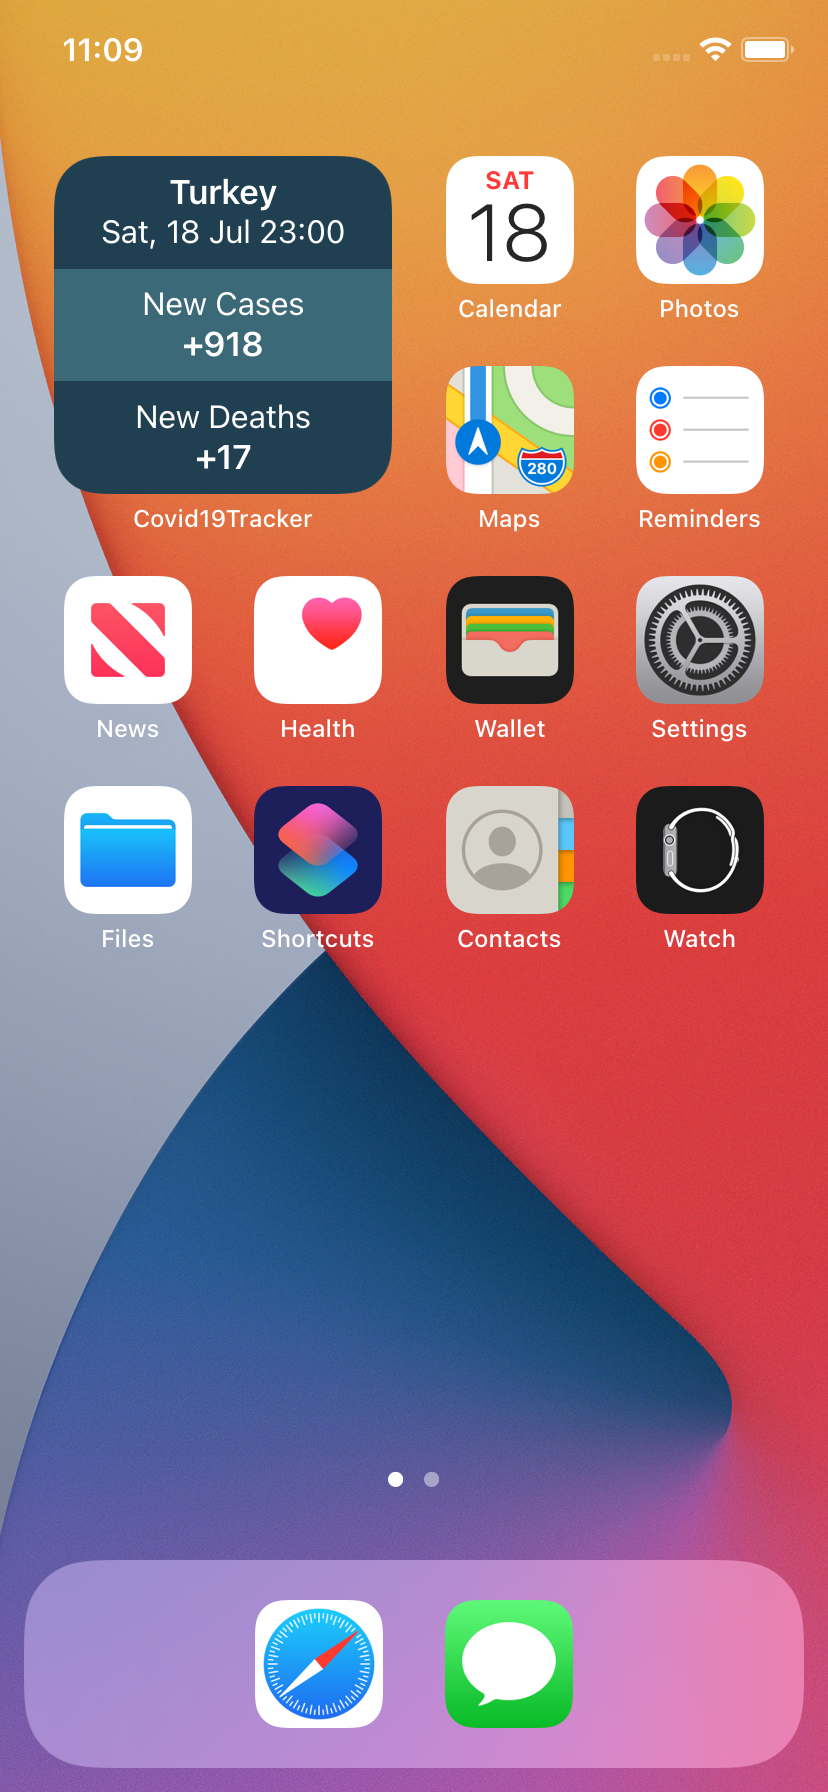 11:09
Turkey
Sat, 18 Jul 23:00
New Cases
+918
New Deaths
+17
Covid19Tracker
SAT
18
Calendar
Photos
280
Maps
Reminders
News
Health
Wallet
Settings
Files
Shortcuts
Contacts
Watch